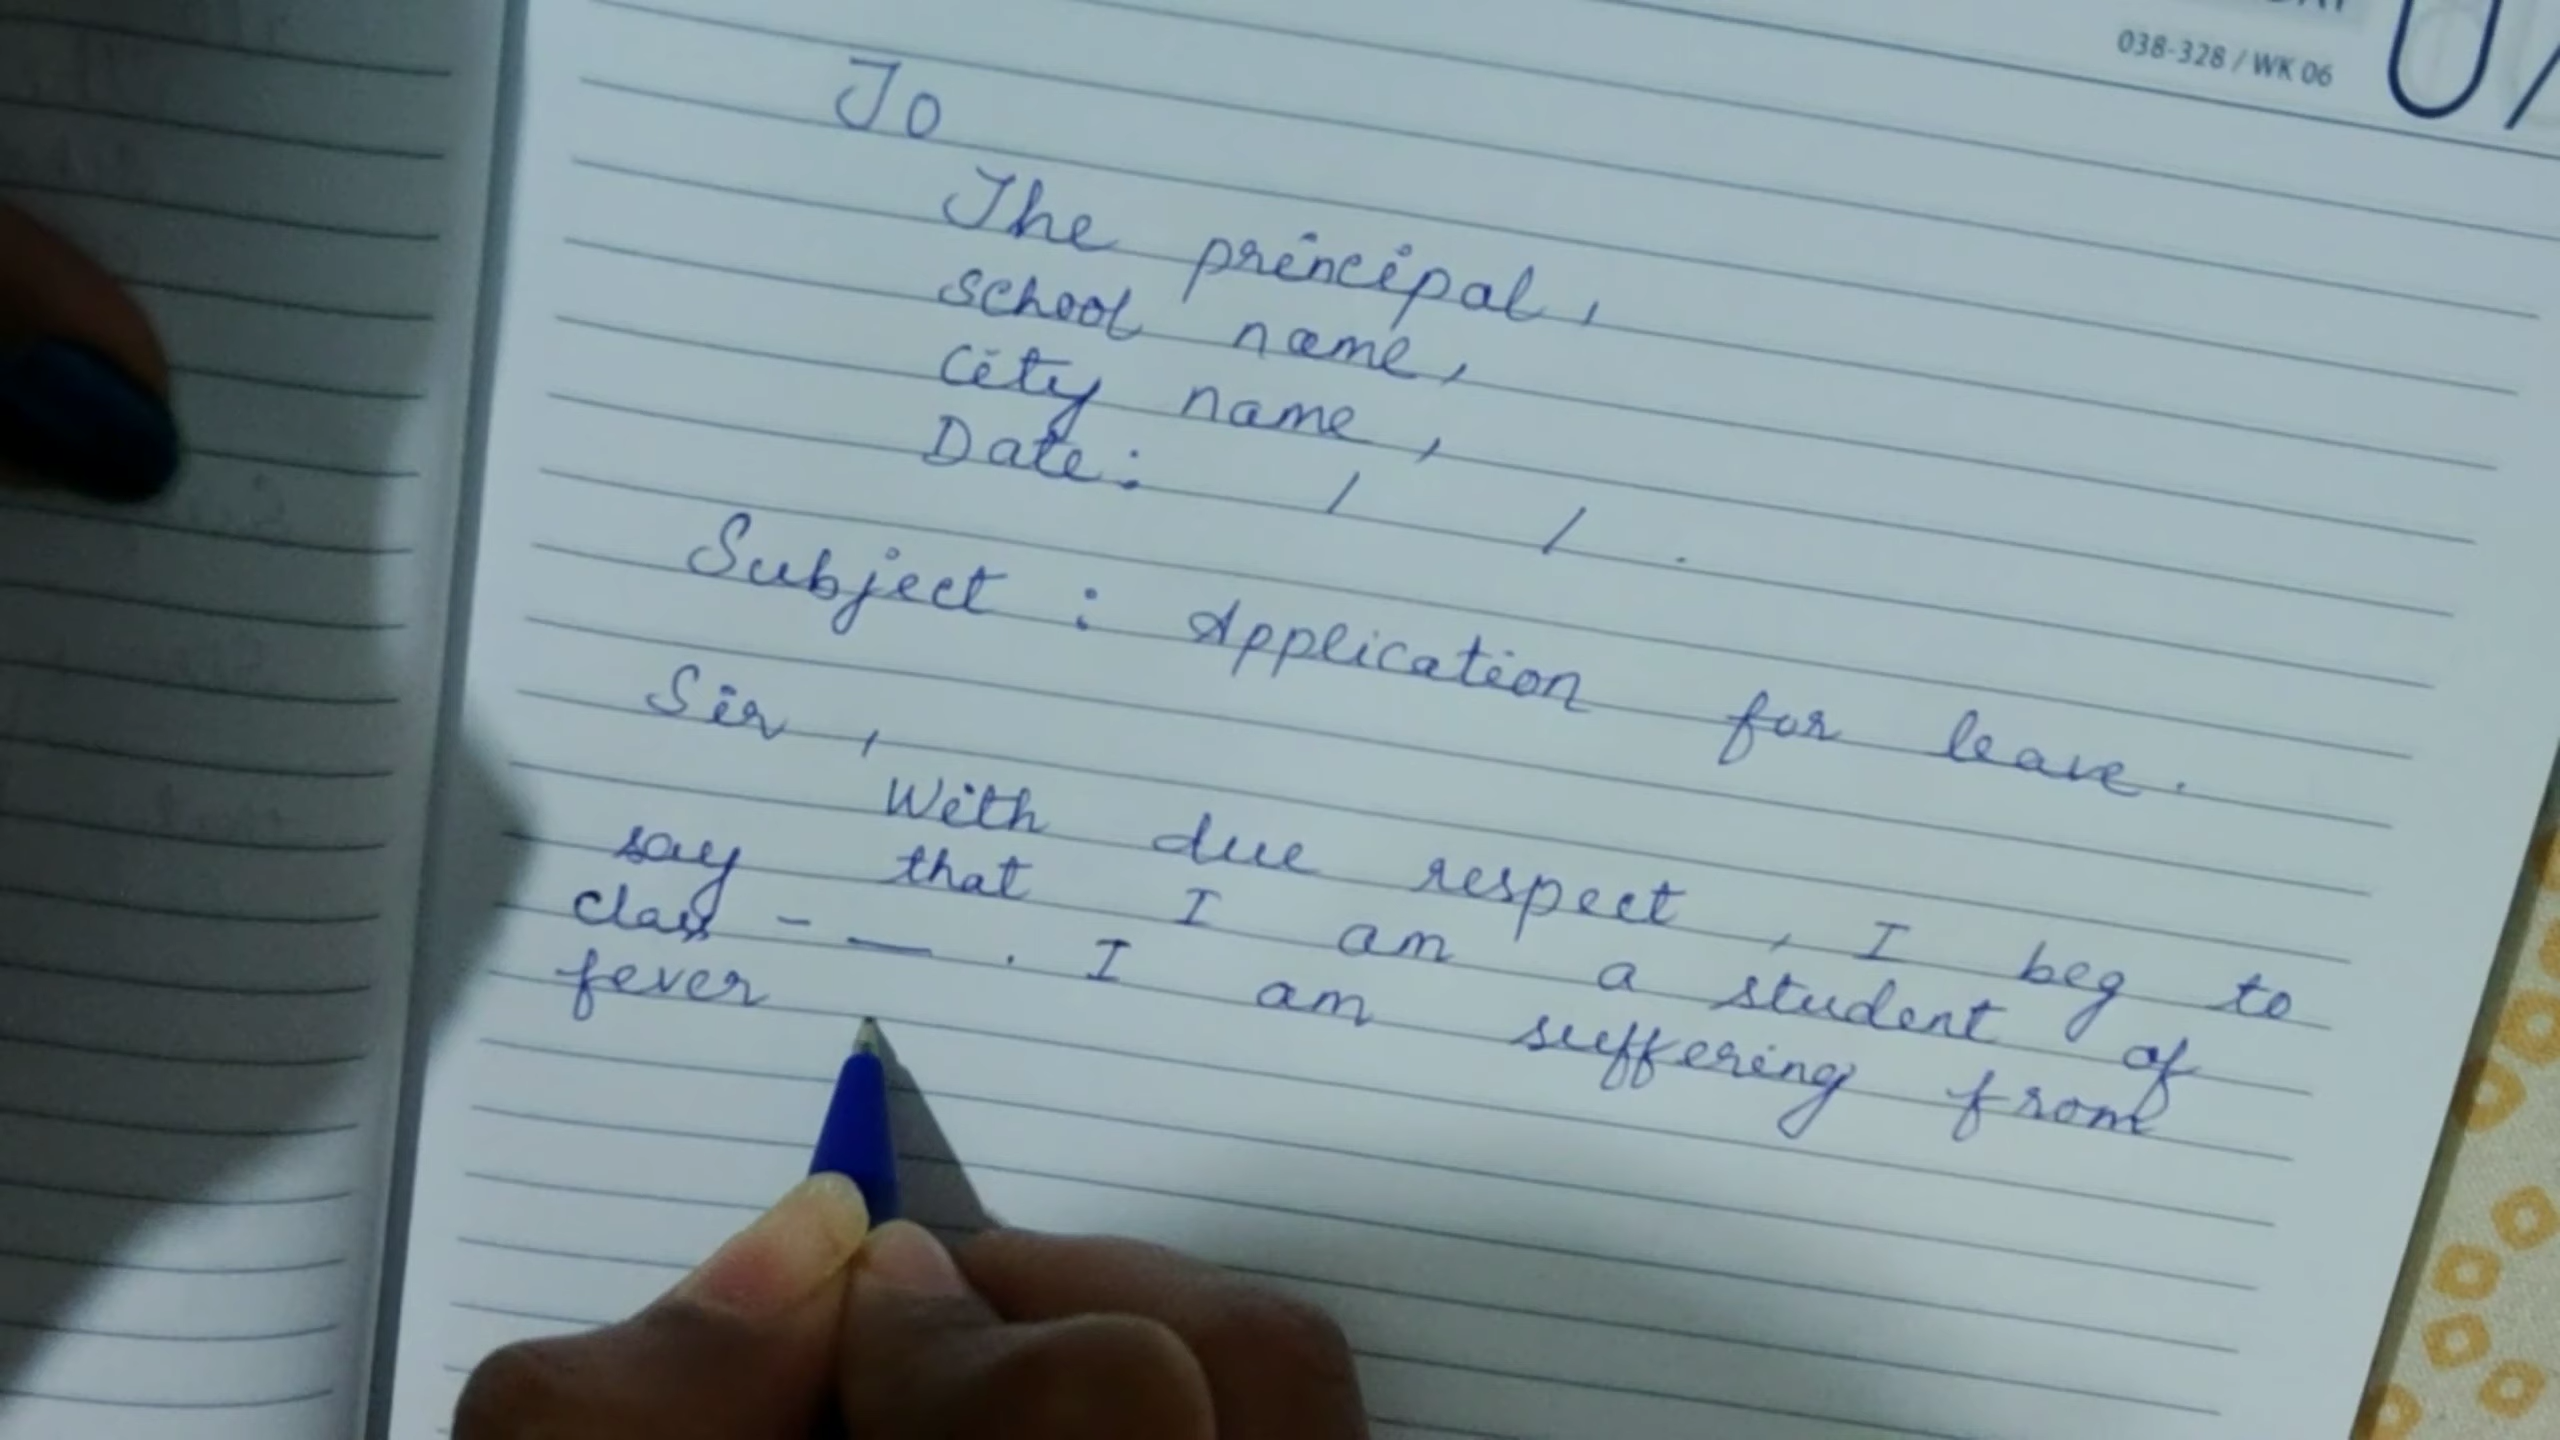 038-328 / WK 06
To
The principal,
school name,
City name,
Date: / / .
Subject : Application for leave.
Sir,
With due respect, I beg to
say that I am a student of
class - __ . I am suffering from
fever